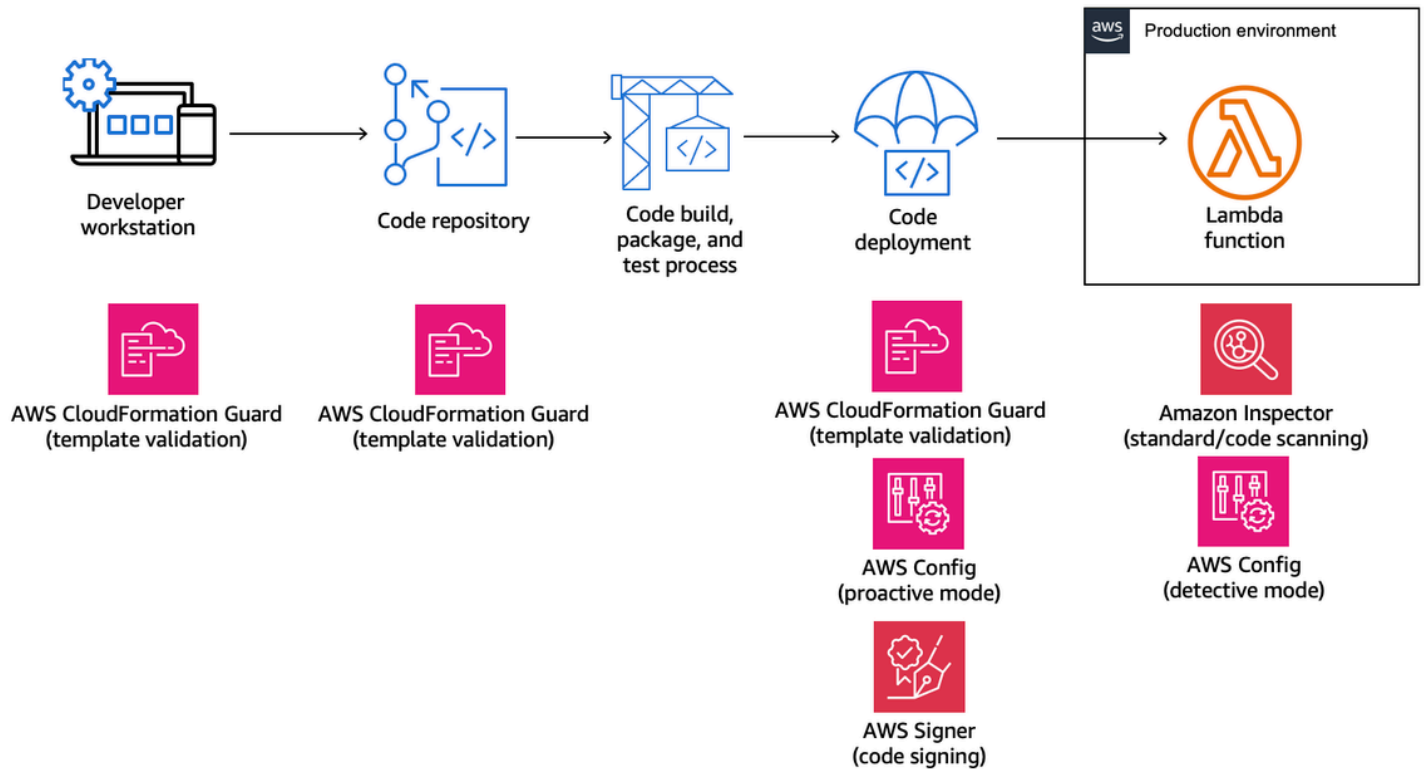 aws
Production environment
Developer
workstation
Code repository
Code build,
package, and
test process
Code
deployment
Lambda
function
</>
</>
</>
AWS CloudFormation Guard
(template validation)
AWS CloudFormation Guard
(template validation)
AWS CloudFormation Guard
(template validation)
Amazon Inspector
(standard/code scanning)
AWS Config
(proactive mode)
AWS Config
(detective mode)
AWS Signer
(code signing)